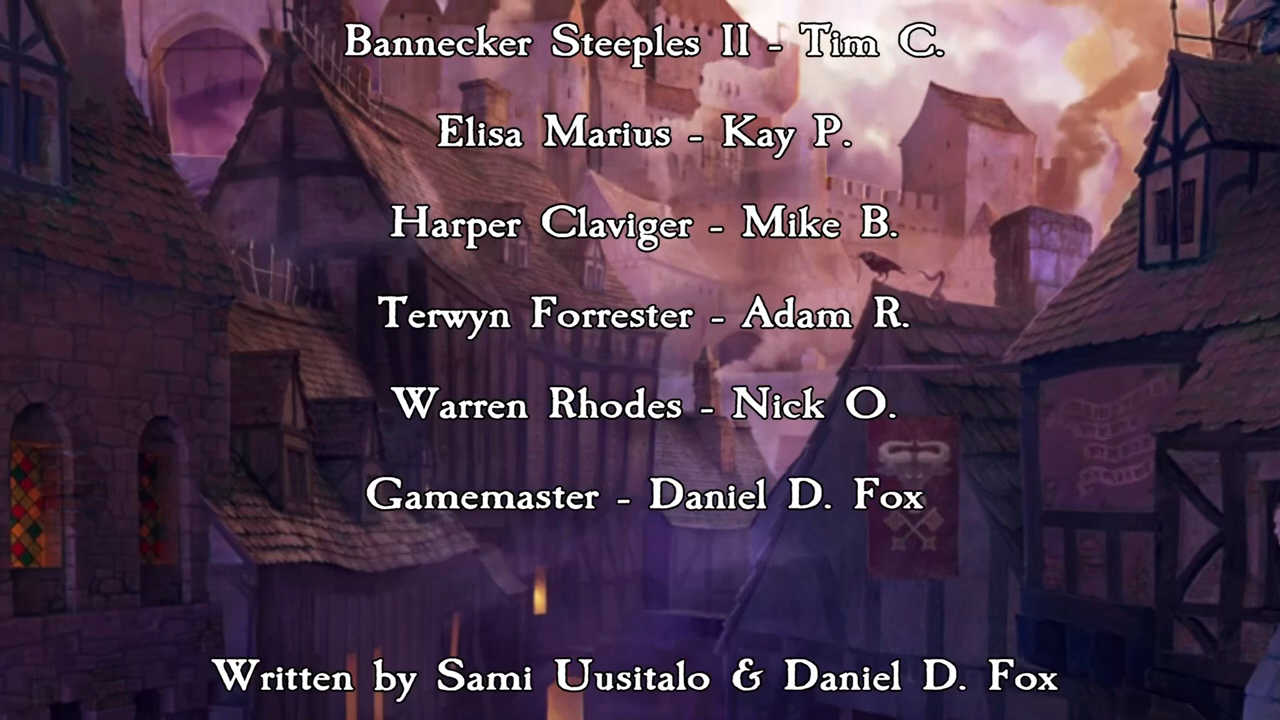 Bannecker Steeples II - Tim C.
Elisa Marius - Kay P.
Harper Claviger - Mike B.
Terwyn Forrester - Adam R.
Warren Rhodes - Nick O.
Gamemaster - Daniel D. Fox
Written by Sami Uusitalo & Daniel D. Fox